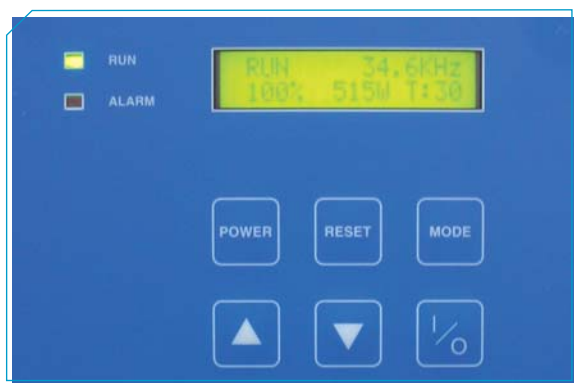 RUN
ALARM
RUN 34.6KHz
100% 515W T:30
POWER RESET MODE
I/O